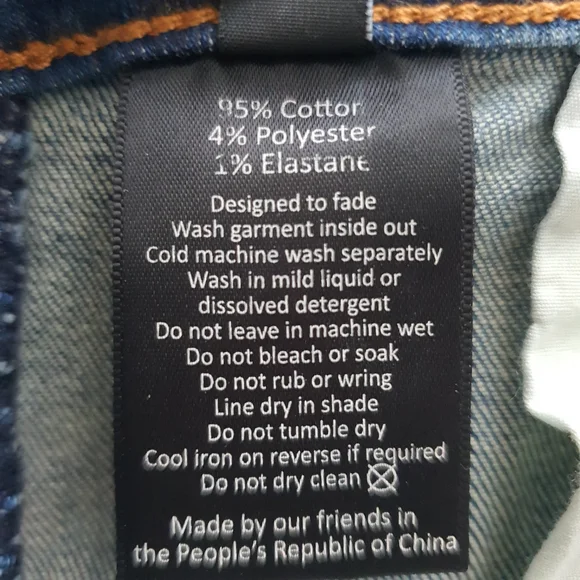 95% Cotton
4% Polyester
1% Elastane
Designed to fade
Wash garment inside out
Cold machine wash separately
Wash in mild liquid or
dissolved detergent
Do not leave in machine wet
Do not bleach or soak
Do not rub or wring
Line dry in shade
Do not tumble dry
Cool iron on reverse if required
Do not dry clean
Made by our friends in
the People's Republic of China